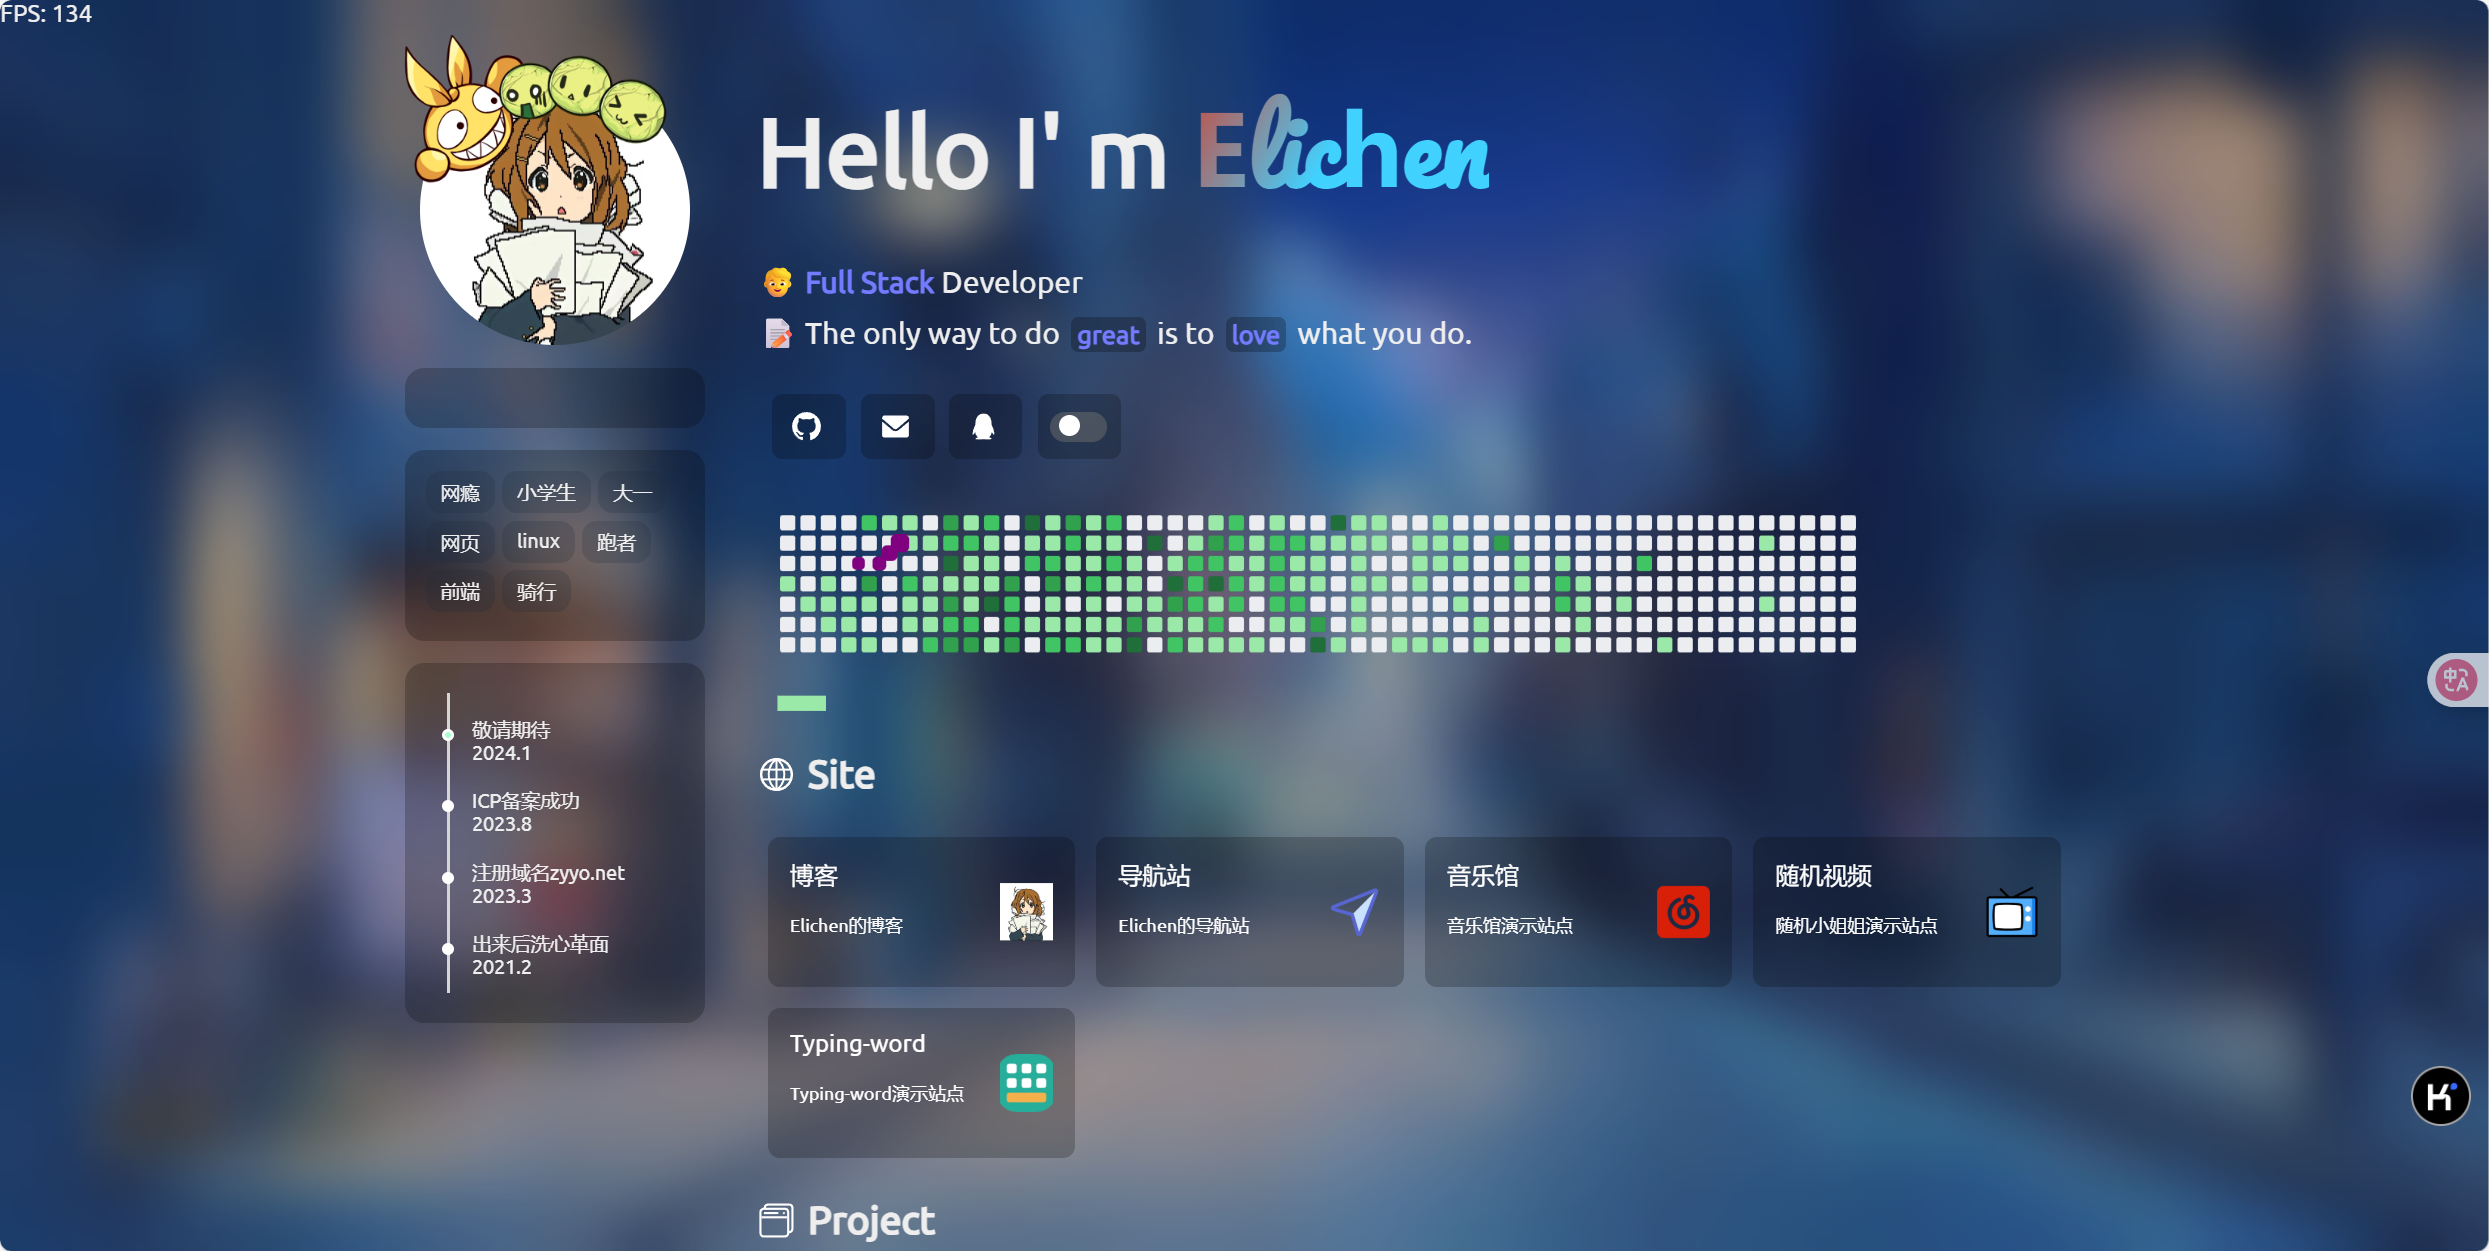 FPS: 134
Hello I' m Elichen
Full Stack Developer
The only way to do great is to love what you do.
网瘾 小学生 大一
网页 linux 跑者
前端 骑行
敬请期待
2024.1
ICP备案成功
2023.8
注册域名zyyo.net
2023.3
出来后洗心革面
2021.2
Site
博客
Elichen的博客
导航站
Elichen的导航站
音乐馆
音乐馆演示站点
随机视频
随机小姐姐演示站点
Typing-word
Typing-word演示站点
Project
中A
K